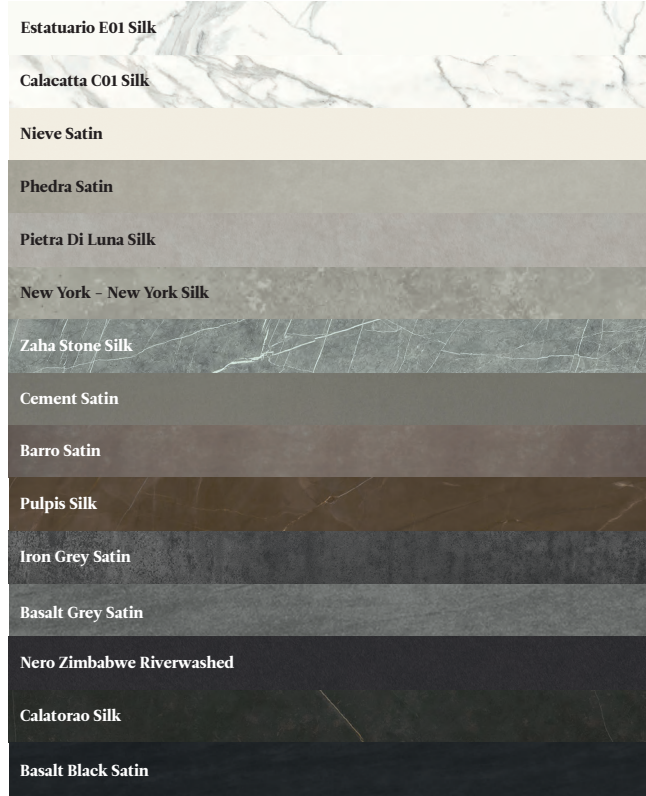 Estatuario E01 Silk
Calacatta C01 Silk
Nieve Satin
Phedra Satin
Pietra Di Luna Silk
New York - New York Silk
Zaha Stone Silk
Cement Satin
Barro Satin
Pulpis Silk
Iron Grey Satin
Basalt Grey Satin
Nero Zimbabwe Riverwashed
Calatorao Silk
Basalt Black Satin